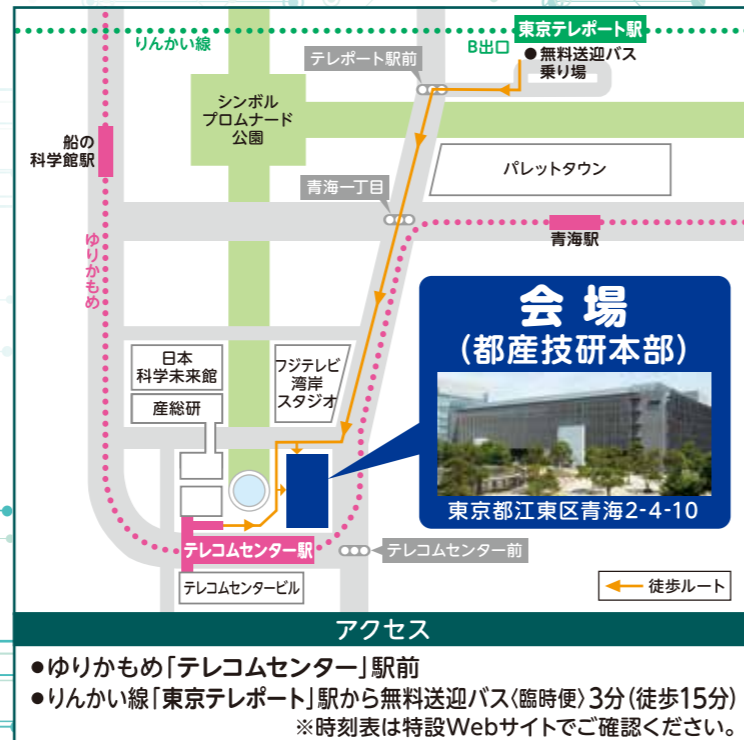 東京テレポート駅
りんかい線
B出口
●無料送迎バス
乗り場
テレポート駅前
シンボル
プロムナード
公園
船の
科学館駅
パレットタウン
青海一丁目
青海駅
ゆりかもめ
会場
(都産技研本部)
東京都江東区青海2-4-10
日本
科学未来館
産総研
フジテレビ
湾岸
スタジオ
テレコムセンター駅
テレコムセンター前
テレコムセンタービル
徒歩ルート
アクセス
●ゆりかもめ「テレコムセンター」駅前
●りんかい線「東京テレポート」駅から無料送迎バス〈臨時便〉3分(徒歩15分)
※時刻表は特設Webサイトでご確認ください。